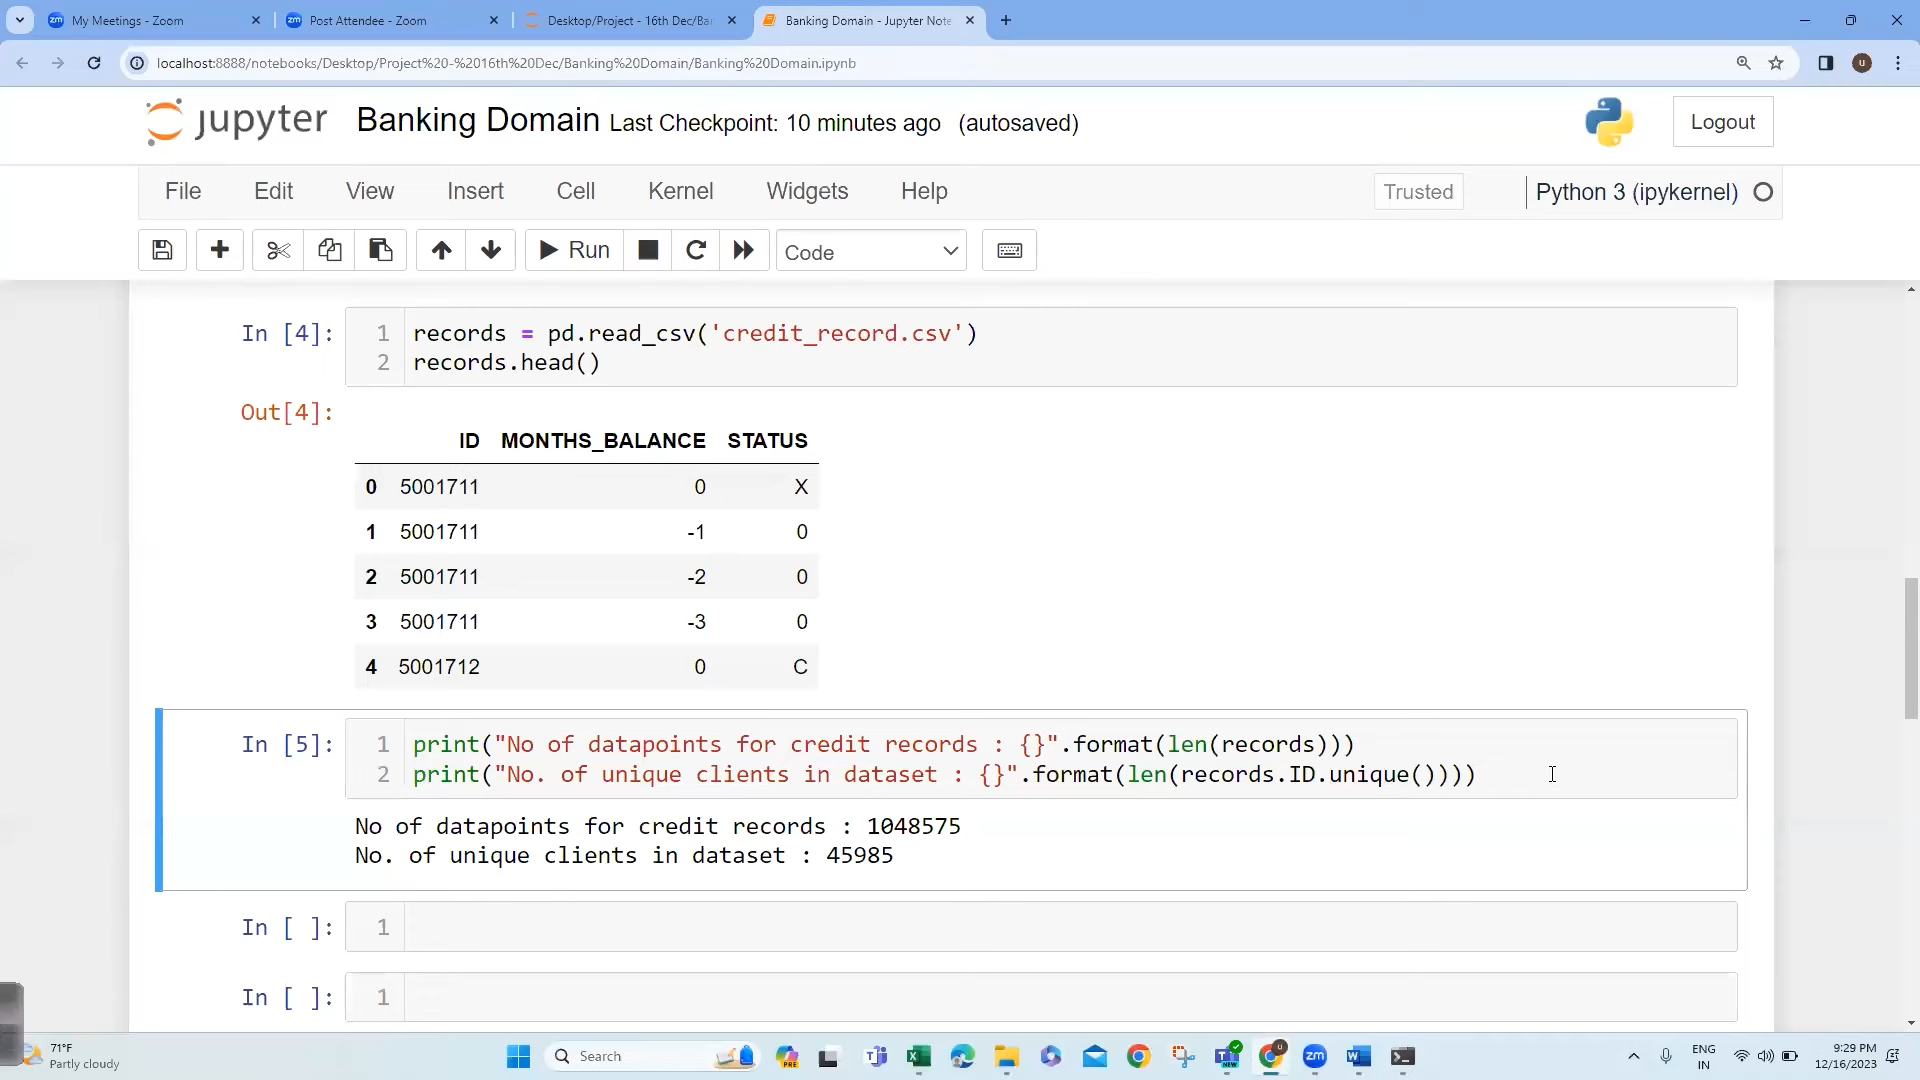 My Meetings - Zoom
Post Attendee - Zoom
Desktop/Project - 16th Dec/Ba
Banking Domain - Jupyter Note
localhost:8888/notebooks/Desktop/Project%20-%2016th%20Dec/Banking%20Domain/Banking%20Domain.ipynb
U
jupyter Banking Domain Last Checkpoint: 10 minutes ago (autosaved)
Logout
File Edit View Insert Cell Kernel Widgets Help
Trusted
Python 3 (ipykernel)
Run
Code
In [4]:
1 records = pd.read_csv('credit_record.csv')
2 records.head()
Out[4]:
ID MONTHS_BALANCE STATUS
0 5001711 0 X
1 5001711 -1 0
2 5001711 -2 0
3 5001711 -3 0
4 5001712 0 C
In [5]:
1 print("No of datapoints for credit records : {}".format(len(records)))
2 print("No. of unique clients in dataset : {}".format(len(records.ID.unique())))
No of datapoints for credit records : 1048575
No. of unique clients in dataset : 45985
In [ ]: 1
In [ ]: 1
71°F
Partly cloudy
Search
PRE
NEW
zm
ENG
IN
9:29 PM
12/16/2023